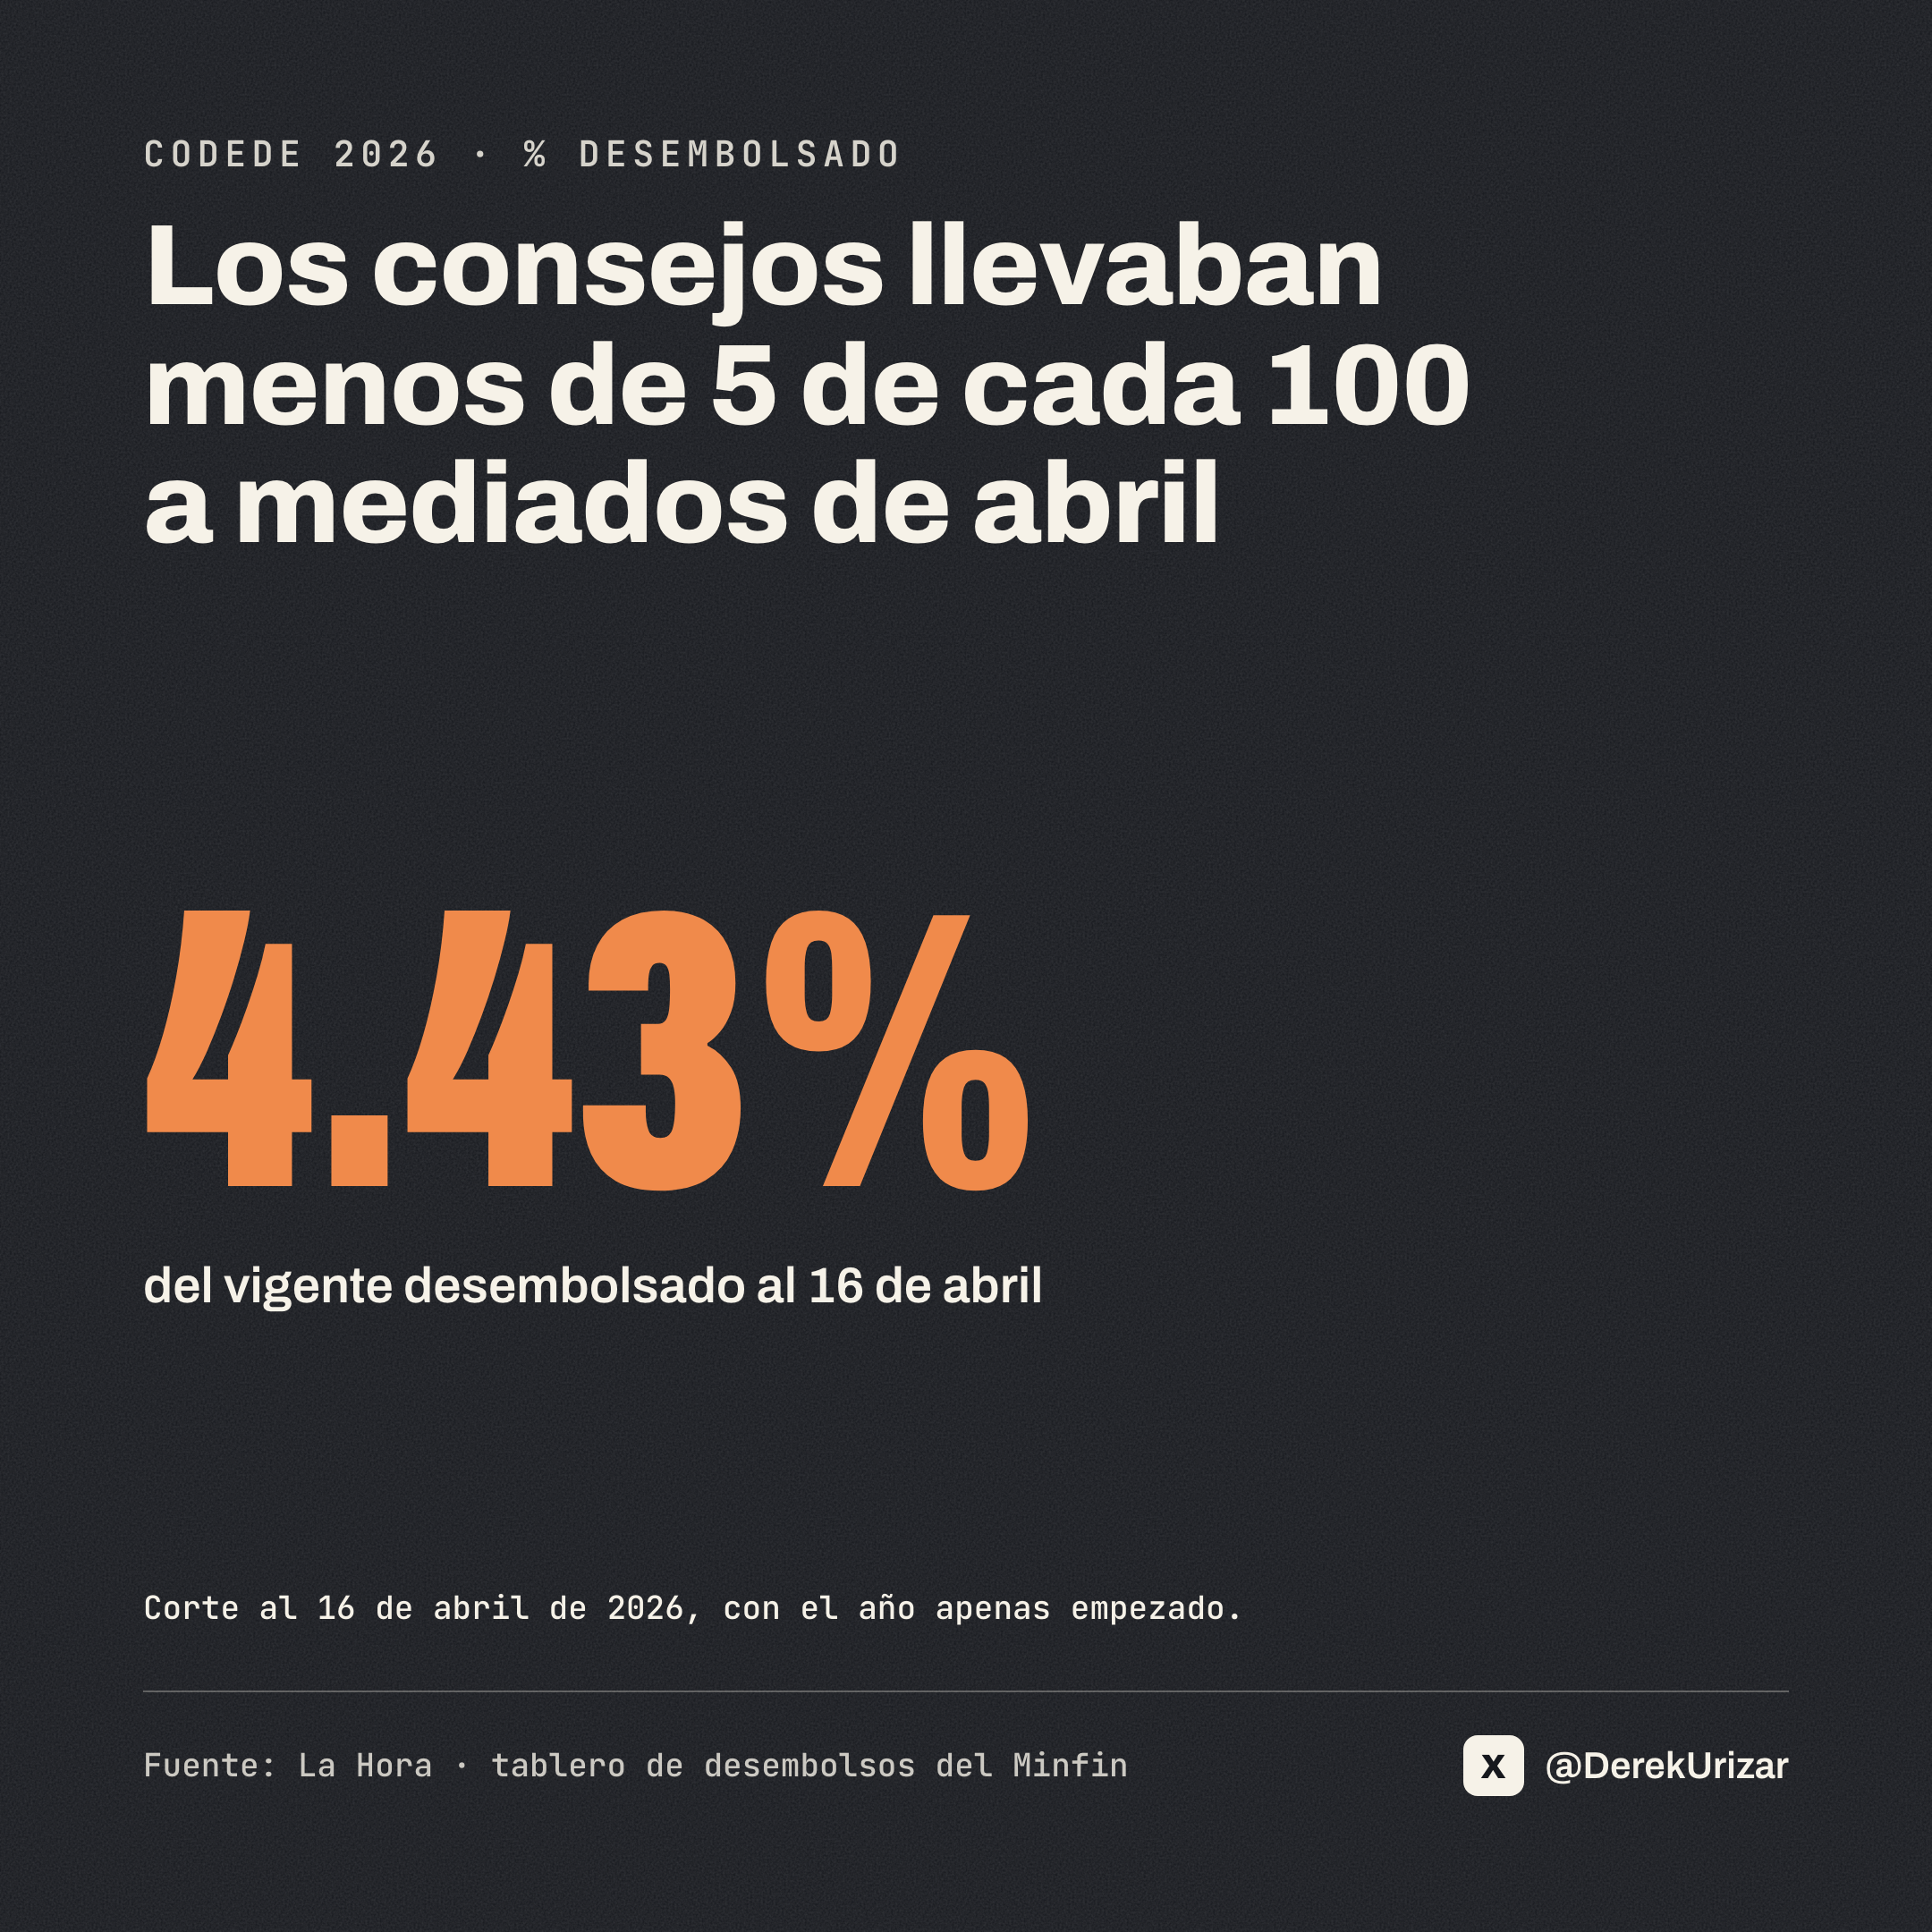 CODEDE 2026 · % DESEMBOLSADO
Los consejos llevaban
menos de 5 de cada 100
a mediados de abril
4.43%
del vigente desembolsado al 16 de abril
Corte al 16 de abril de 2026, con el año apenas empezado.
Fuente: La Hora · tablero de desembolsos del Minfin
X @DerekUrizar